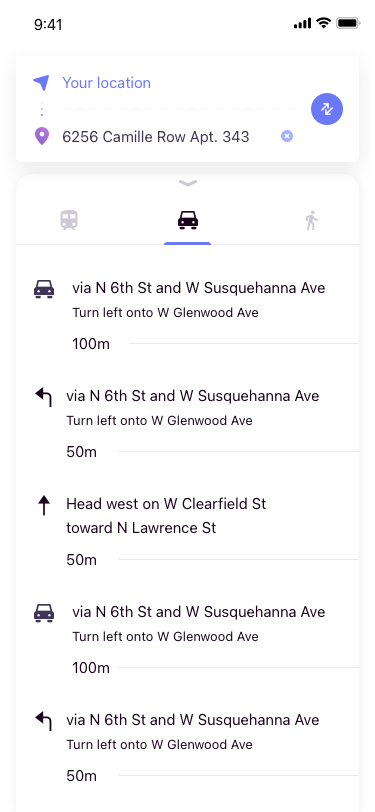 9:41
Your location
6256 Camille Row Apt. 343
via N 6th St and W Susquehanna Ave
Turn left onto W Glenwood Ave
100m
via N 6th St and W Susquehanna Ave
Turn left onto W Glenwood Ave
50m
Head west on W Clearfield St
toward N Lawrence St
50m
via N 6th St and W Susquehanna Ave
Turn left onto W Glenwood Ave
100m
via N 6th St and W Susquehanna Ave
Turn left onto W Glenwood Ave
50m